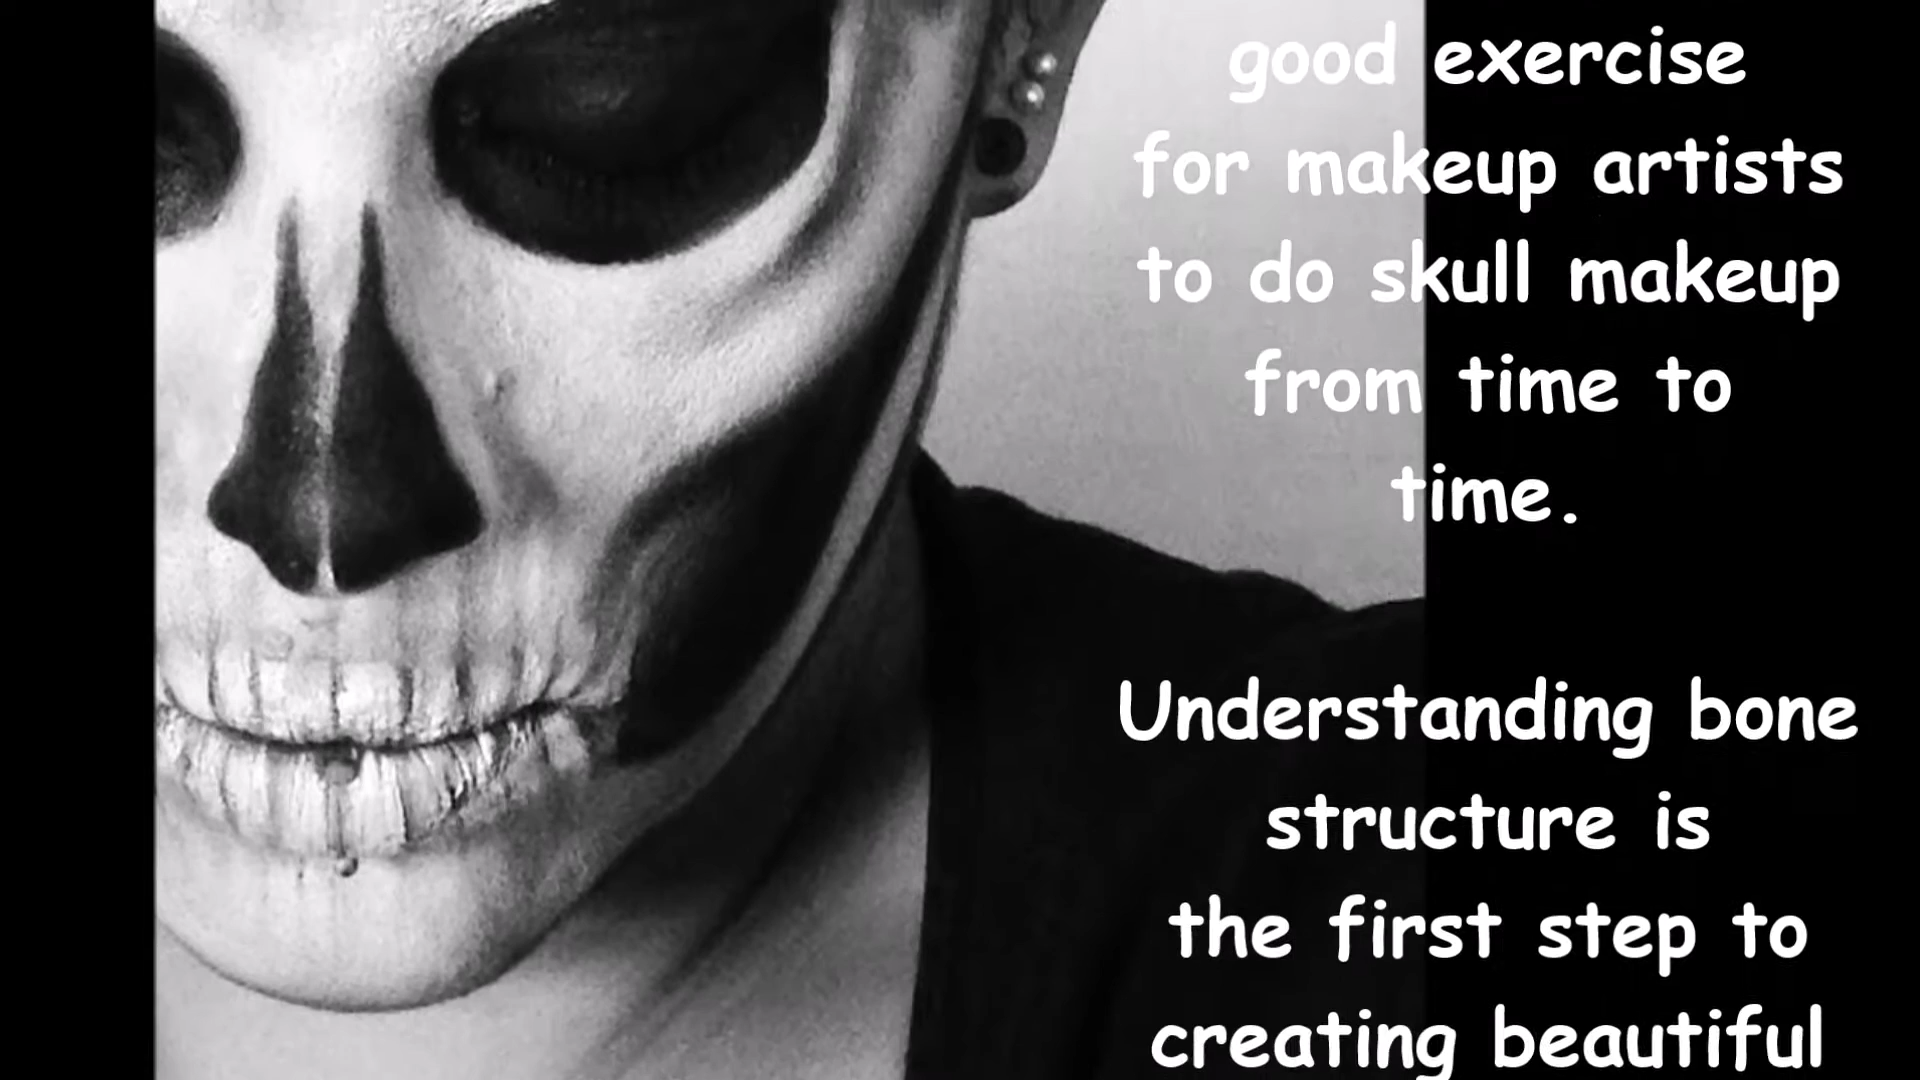 good exercise
for makeup artists
to do skull makeup
from time to
time.
Understanding bone
structure is
the first step to
creating beautiful